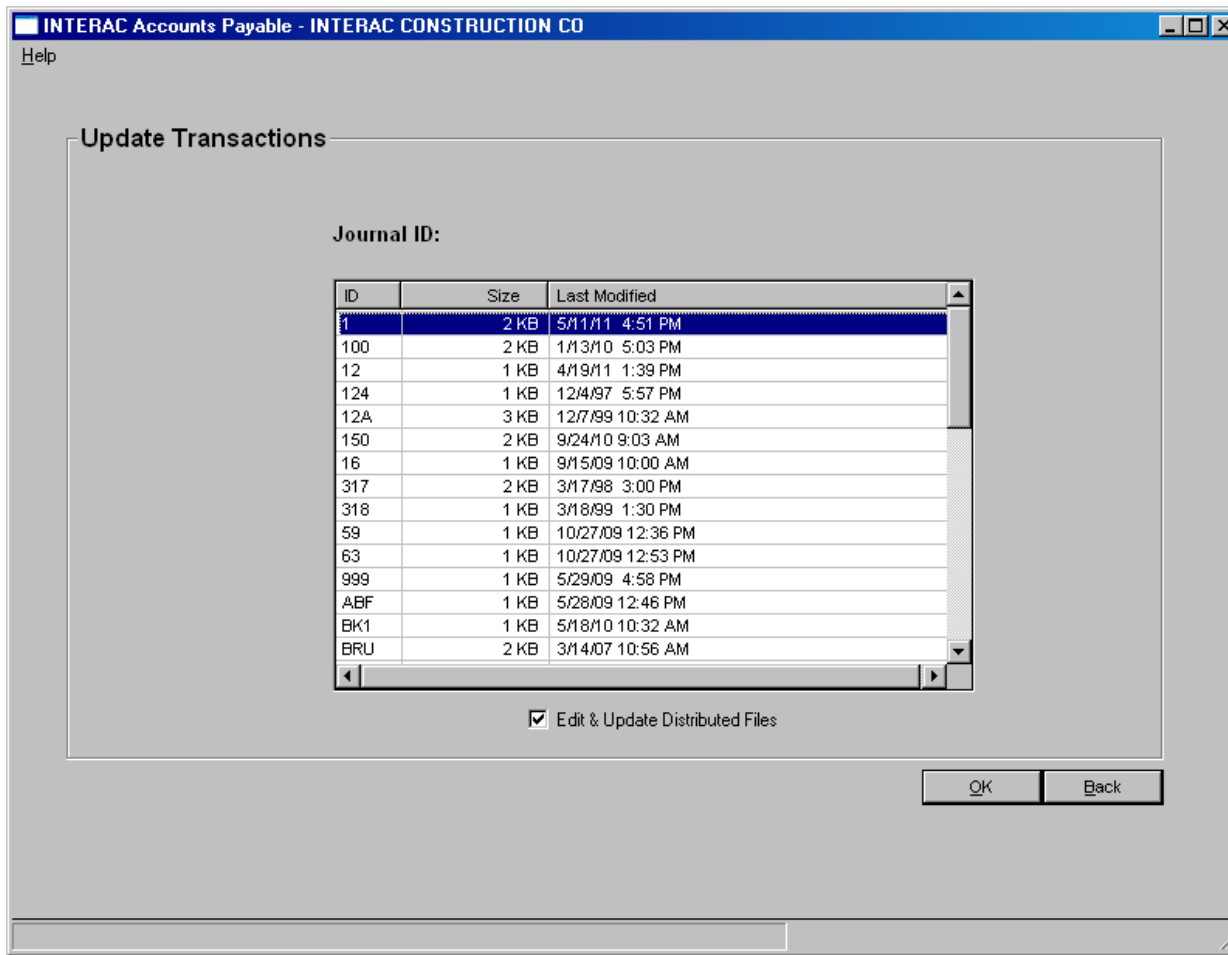 INTERAC Accounts Payable - INTERAC CONSTRUCTION CO
Help
Update Transactions
Journal ID:
ID Size Last Modified
1 2 KB 5/11/11 4:51 PM
100 2 KB 1/13/10 5:03 PM
12 1 KB 4/19/11 1:39 PM
124 1 KB 12/4/97 5:57 PM
12A 3 KB 12/7/99 10:32 AM
150 2 KB 9/24/10 9:03 AM
16 1 KB 9/15/09 10:00 AM
317 2 KB 3/17/98 3:00 PM
318 1 KB 3/18/99 1:30 PM
59 1 KB 10/27/09 12:36 PM
63 1 KB 10/27/09 12:53 PM
999 1 KB 5/29/09 4:58 PM
ABF 1 KB 5/28/09 12:46 PM
BK1 1 KB 5/18/10 10:32 AM
BRU 2 KB 3/14/07 10:56 AM
Edit & Update Distributed Files
OK Back